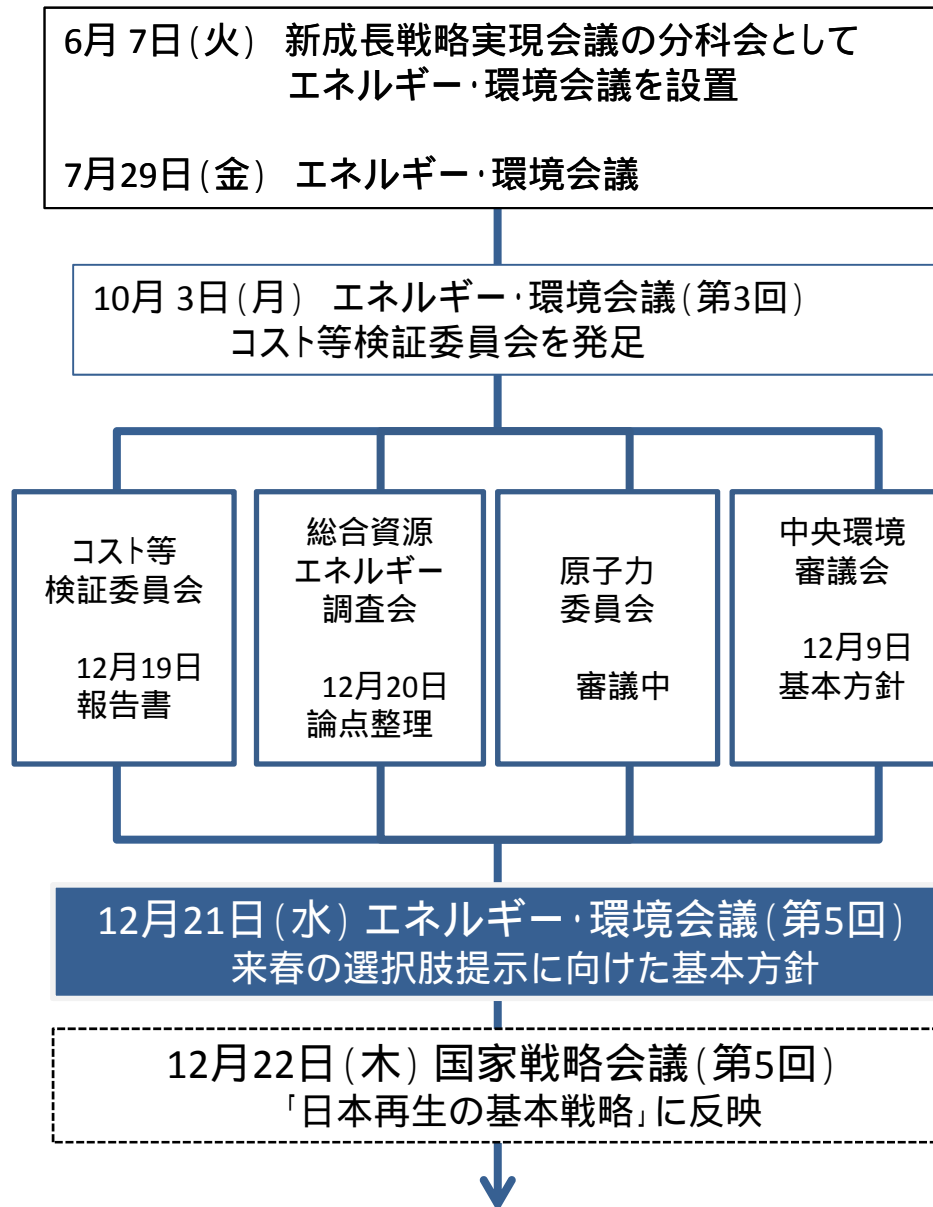 6月 7日(火) 新成長戦略実現会議の分科会として
エネルギー・環境会議を設置
7月29日(金) エネルギー・環境会議
10月 3日(月) エネルギー・環境会議(第3回)
コスト等検証委員会を発足
コスト等
検証委員会
12月19日
報告書
総合資源
エネルギー
調査会
12月20日
論点整理
原子力
委員会
審議中
中央環境
審議会
12月9日
基本方針
12月21日(水) エネルギー・環境会議(第5回)
来春の選択肢提示に向けた基本方針
12月22日(木) 国家戦略会議(第5回)
「日本再生の基本戦略」に反映